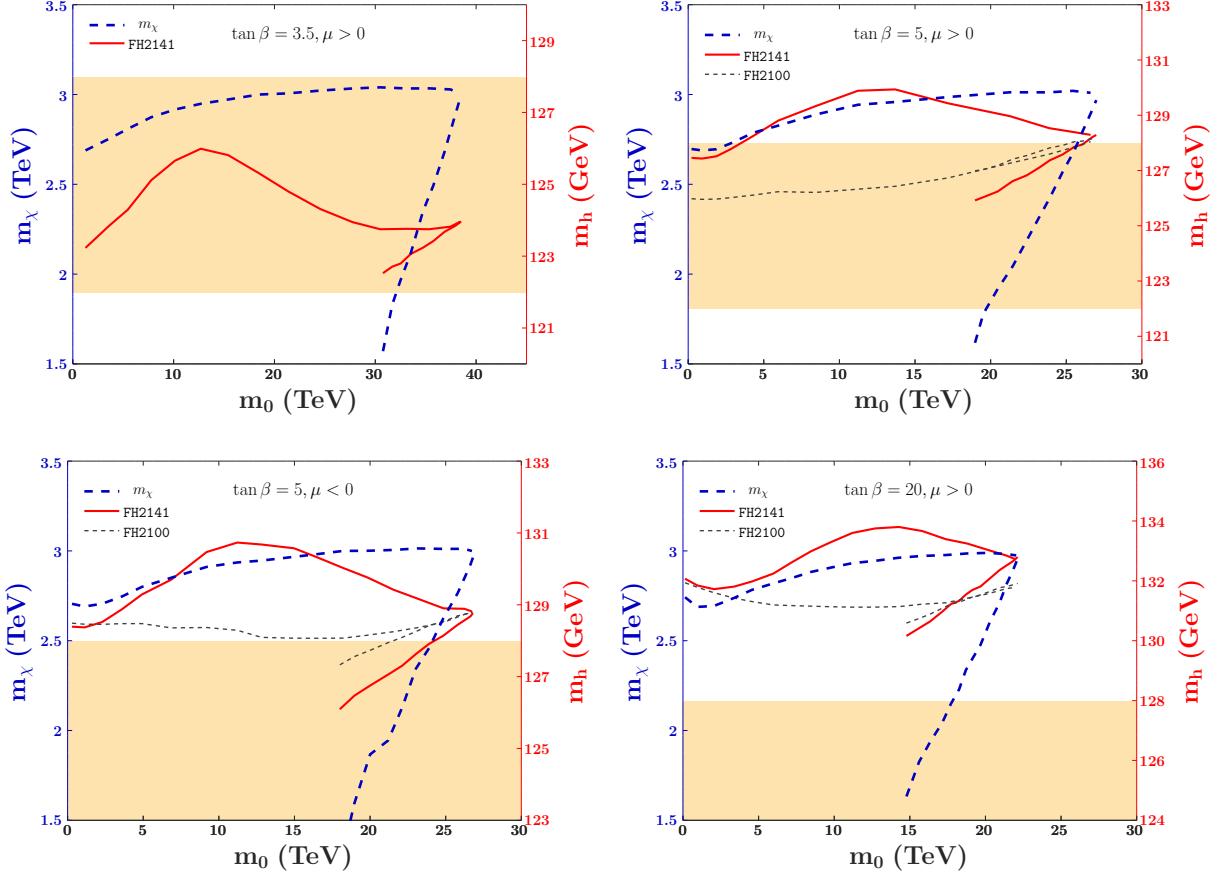 3.5
3
2.5
2
1.5
m_χ (TeV)
m_χ
FH2141
tan β = 3.5, μ > 0
129
127
125
123
121
m_h (GeV)
0 10 20 30 40
m_0 (TeV)
3.5
3
2.5
2
1.5
m_χ (TeV)
m_χ
FH2141
FH2100
tan β = 5, μ > 0
133
131
130
128
126
124
122
120
m_h (GeV)
0 5 10 15 20 25 30
m_0 (TeV)
3.5
3
2.5
2
1.5
m_χ (TeV)
m_χ
FH2141
FH2100
tan β = 5, μ < 0
133
131
129
127
125
123
m_h (GeV)
0 5 10 15 20 25 30
m_0 (TeV)
3.5
3
2.5
2
1.5
m_χ (TeV)
m_χ
FH2141
FH2100
tan β = 20, μ > 0
136
134
132
130
128
126
124
m_h (GeV)
0 5 10 15 20 25 30
m_0 (TeV)